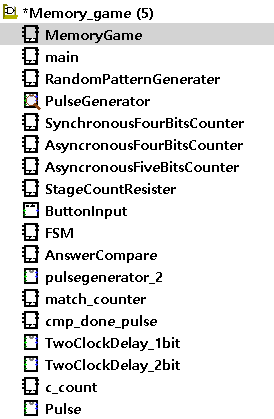 *Memory_game (5)
MemoryGame
main
RandomPatternGenerater
PulseGenerator
SynchronousFourBitsCounter
AsyncronousFourBitsCounter
AsyncronousFiveBitsCounter
StageCountResister
ButtonInput
FSM
AnswerCompare
pulsegenerator_2
match_counter
cmp_done_pulse
TwoClockDelay_1bit
TwoClockDelay_2bit
c_count
Pulse